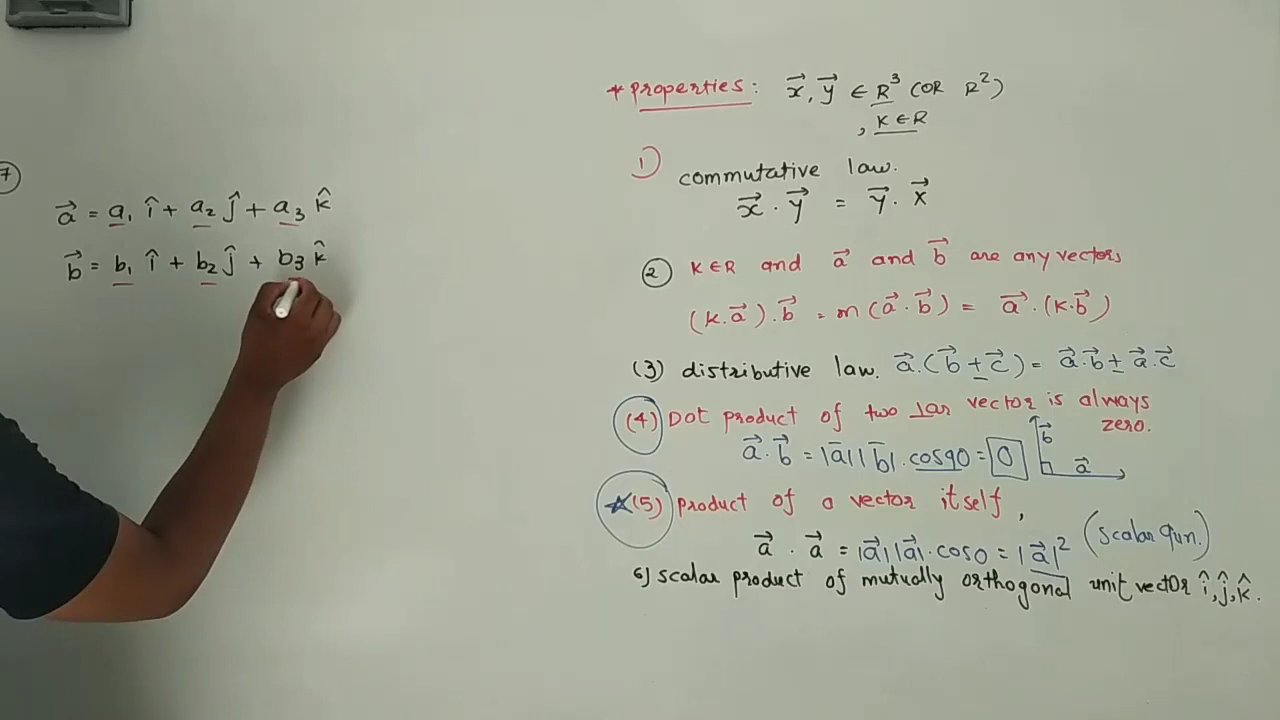 7
a⃗ = a₁ î + a₂ ĵ + a₃ k̂
b⃗ = b₁ î + b₂ ĵ + b₃ k̂
* properties : x⃗, y⃗ ∈ R³ (OR R²)
, K ∈ R
1) commutative law.
x⃗ . y⃗ = y⃗ . x⃗
(2) K ∈ R and a⃗ and b⃗ are any vectors
(K.a⃗).b⃗ = m(a⃗.b⃗) = a⃗.(K.b⃗)
(3) distributive law. a⃗.(b⃗ ± c⃗) = a⃗.b⃗ ± a⃗.c⃗
(4) Dot product of two ⊥ar vector is always
zero.
a⃗.b⃗ = |a̅||b̅|.cos90 = 0
b⃗
a⃗
★(5) product of a vector itself,
a⃗ . a⃗ = |a⃗||a⃗|.cos0 = |a⃗|² (scalar qun.)
6) scalar product of mutually orthogonal unit vector î, ĵ, k̂.